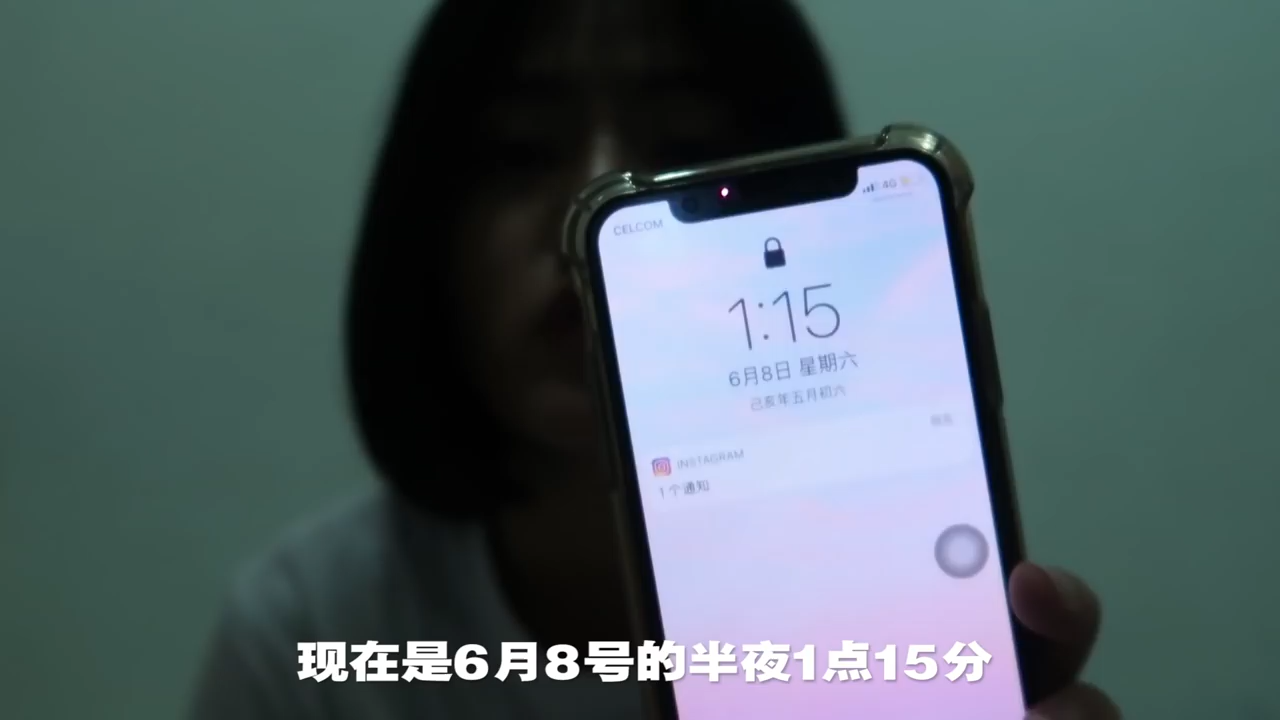 CELCOM
4G
1:15
6月8日 星期六
己亥年五月初六
INSTAGRAM
1个通知
现在是6月8号的半夜1点15分